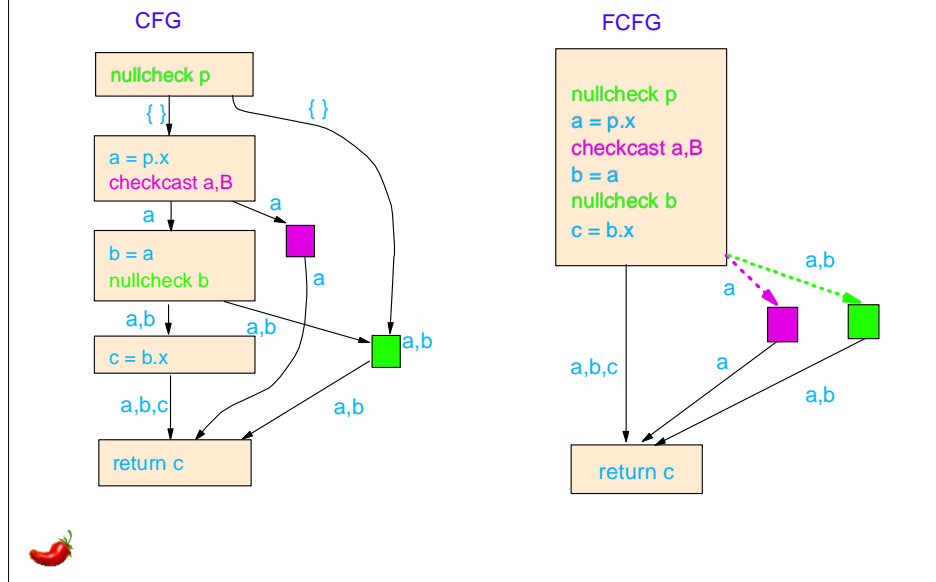 CFG
nullcheck p
{ }
{ }
a = p.x
checkcast a,B
a
a
b = a
nullcheck b
a
a,b
a,b
a,b
c = b.x
a,b,c
a,b
return c
FCFG
nullcheck p
a = p.x
checkcast a,B
b = a
nullcheck b
c = b.x
a,b
a
a,b,c
a
a,b
return c